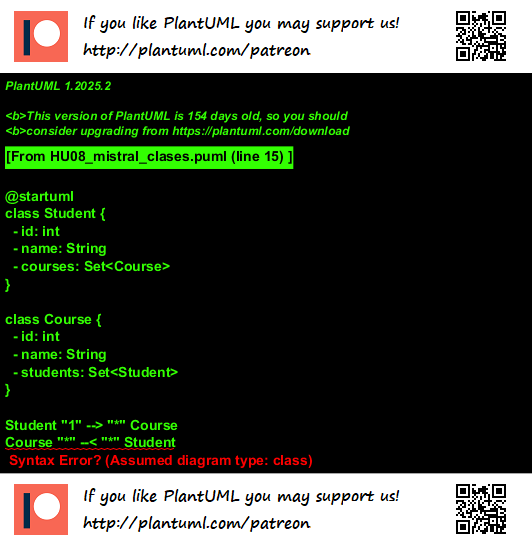 If you like PlantUML you may support us!
http://plantuml.com/patreon
PlantUML 1.2025.2
<b>This version of PlantUML is 154 days old, so you should
<b>consider upgrading from https://plantuml.com/download
[From HU08_mistral_clases.puml (line 15) ]
@startuml
class Student {
- id: int
- name: String
- courses: Set<Course>
}
class Course {
- id: int
- name: String
- students: Set<Student>
}
Student "1" --> "*" Course
Course "*" --< "*" Student
Syntax Error? (Assumed diagram type: class)
If you like PlantUML you may support us!
http://plantuml.com/patreon